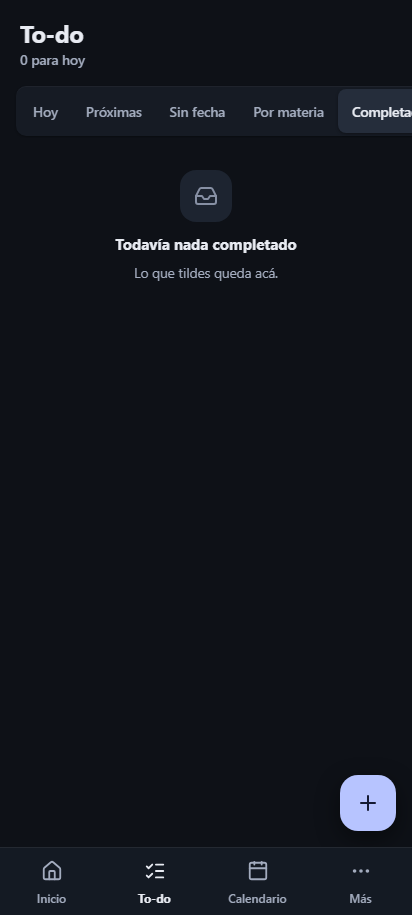 To-do
0 para hoy
Hoy Próximas Sin fecha Por materia Completa
Todavía nada completado
Lo que tildes queda acá.
Inicio To-do Calendario Más